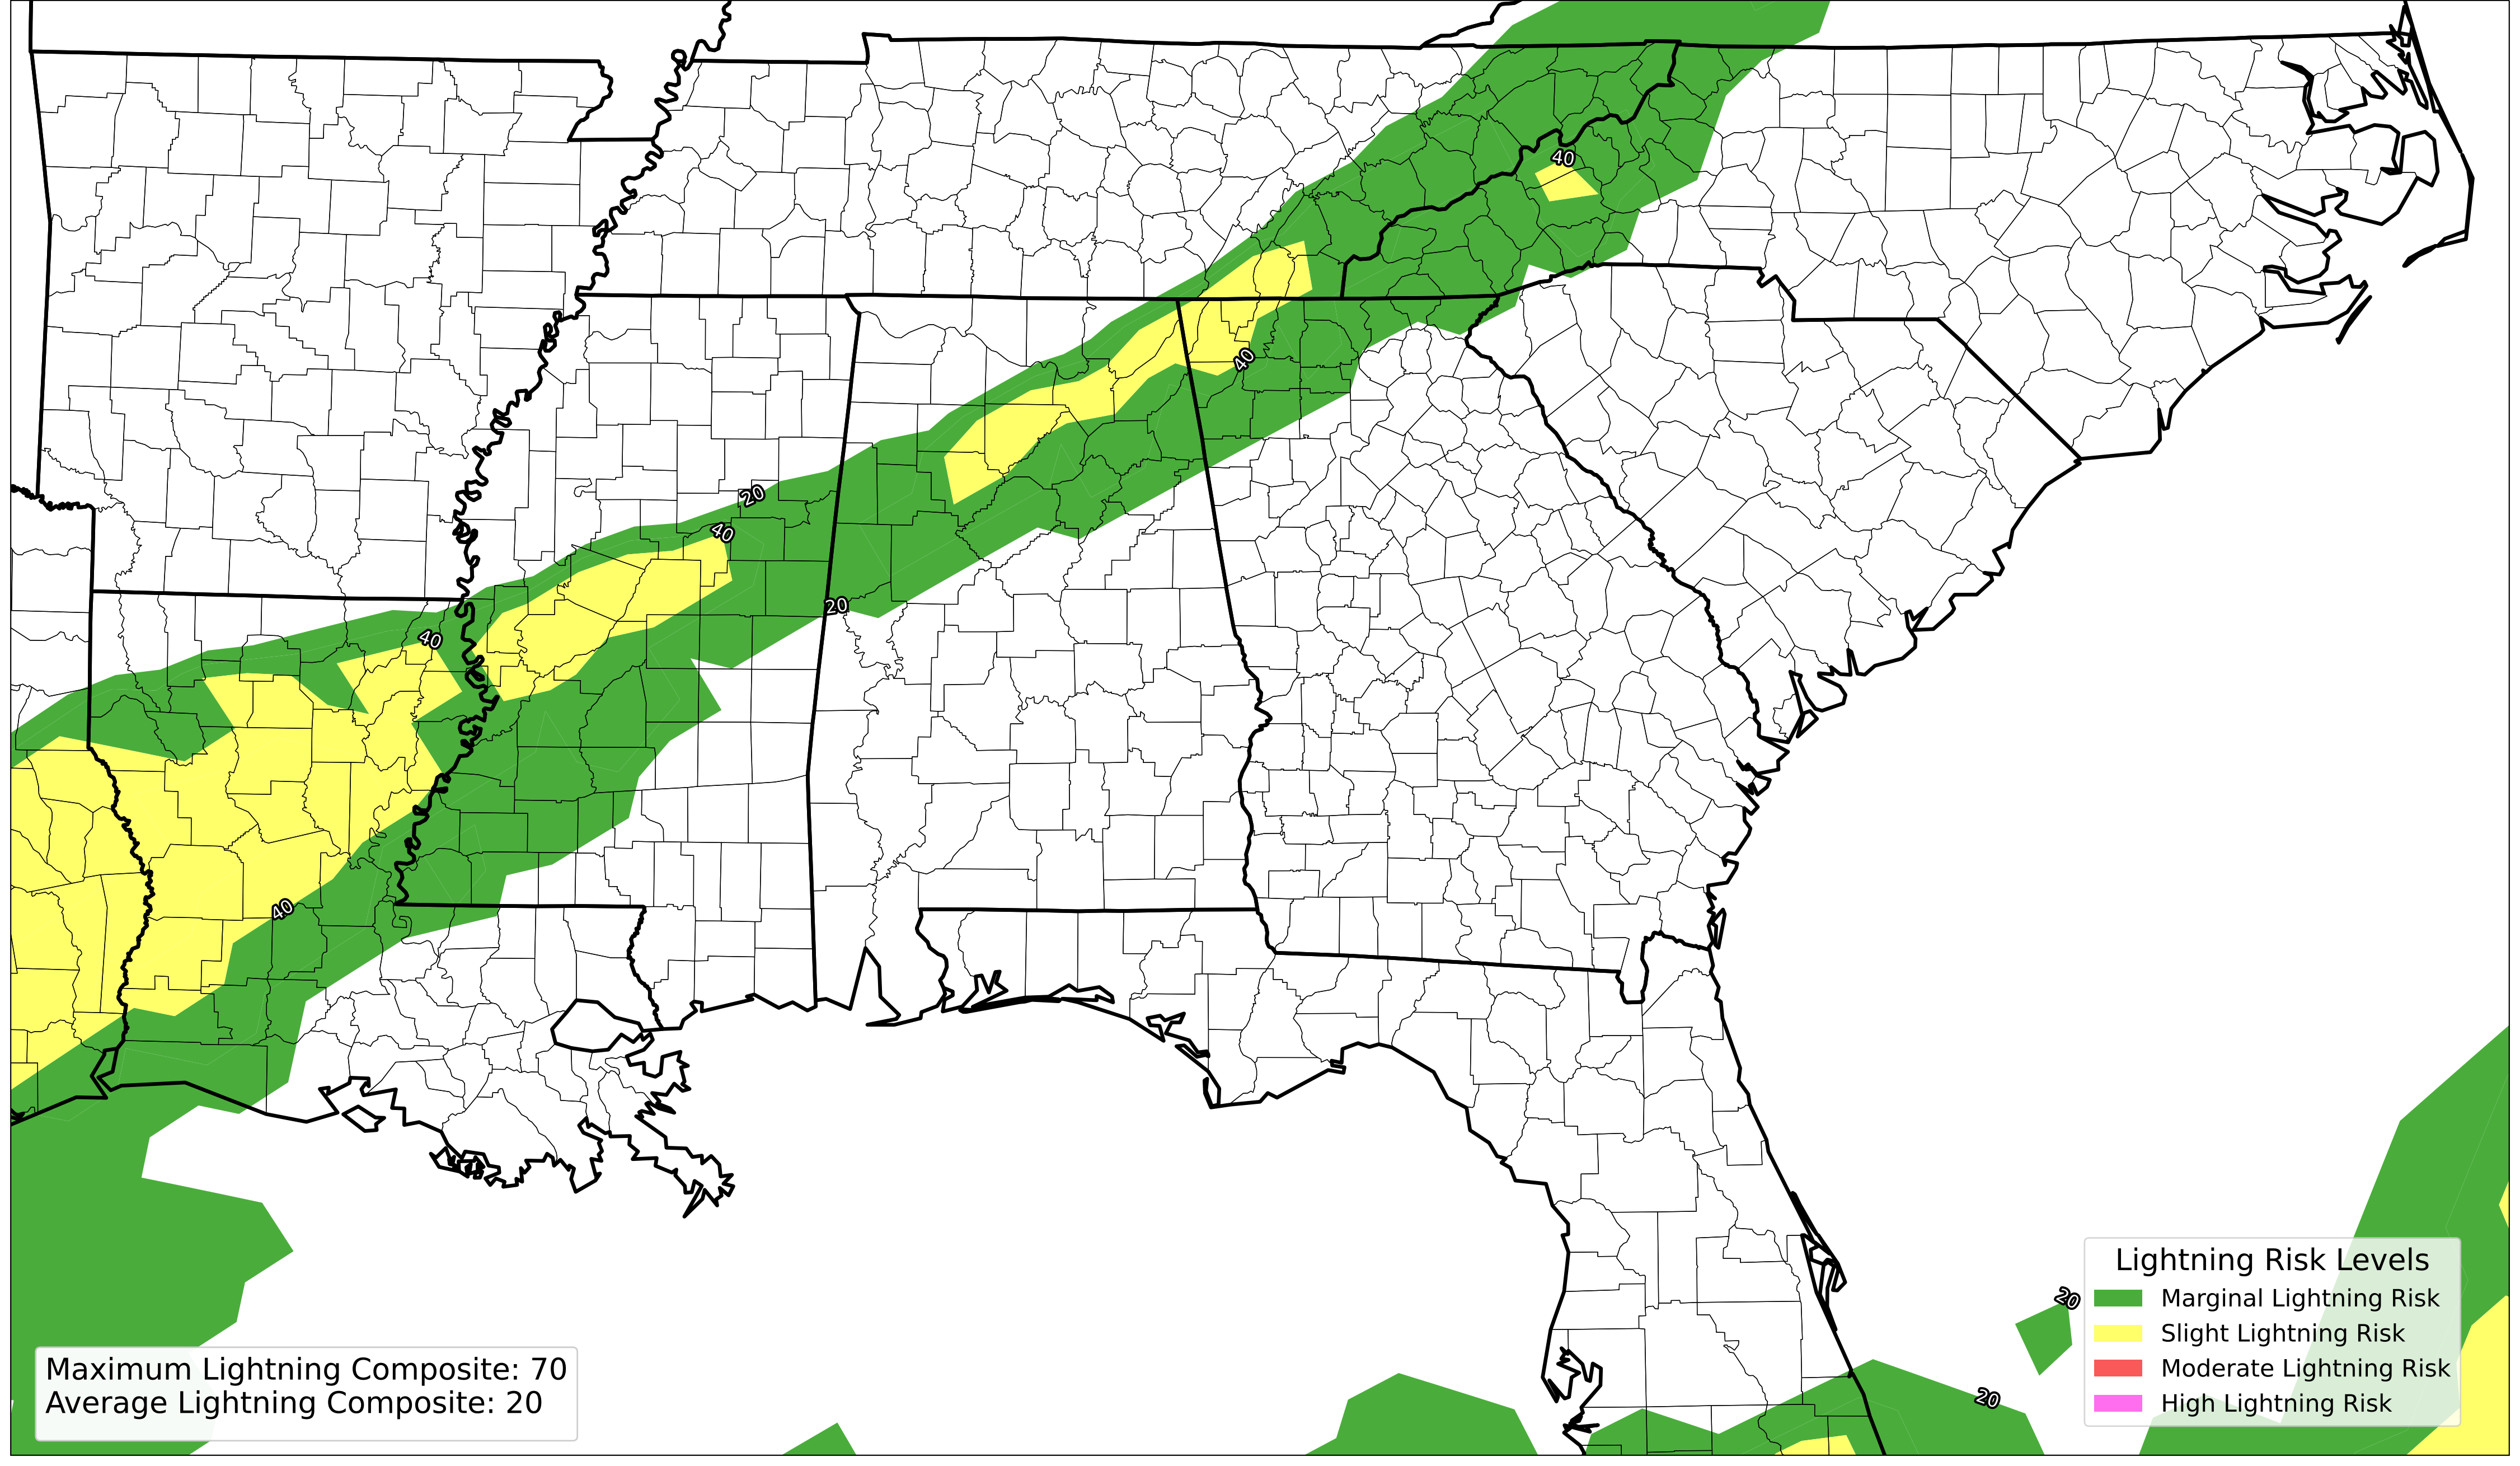 40
40
20
40
20
40
40
20
20
Lightning Risk Levels
Marginal Lightning Risk
Slight Lightning Risk
Moderate Lightning Risk
High Lightning Risk
Maximum Lightning Composite: 70
Average Lightning Composite: 20